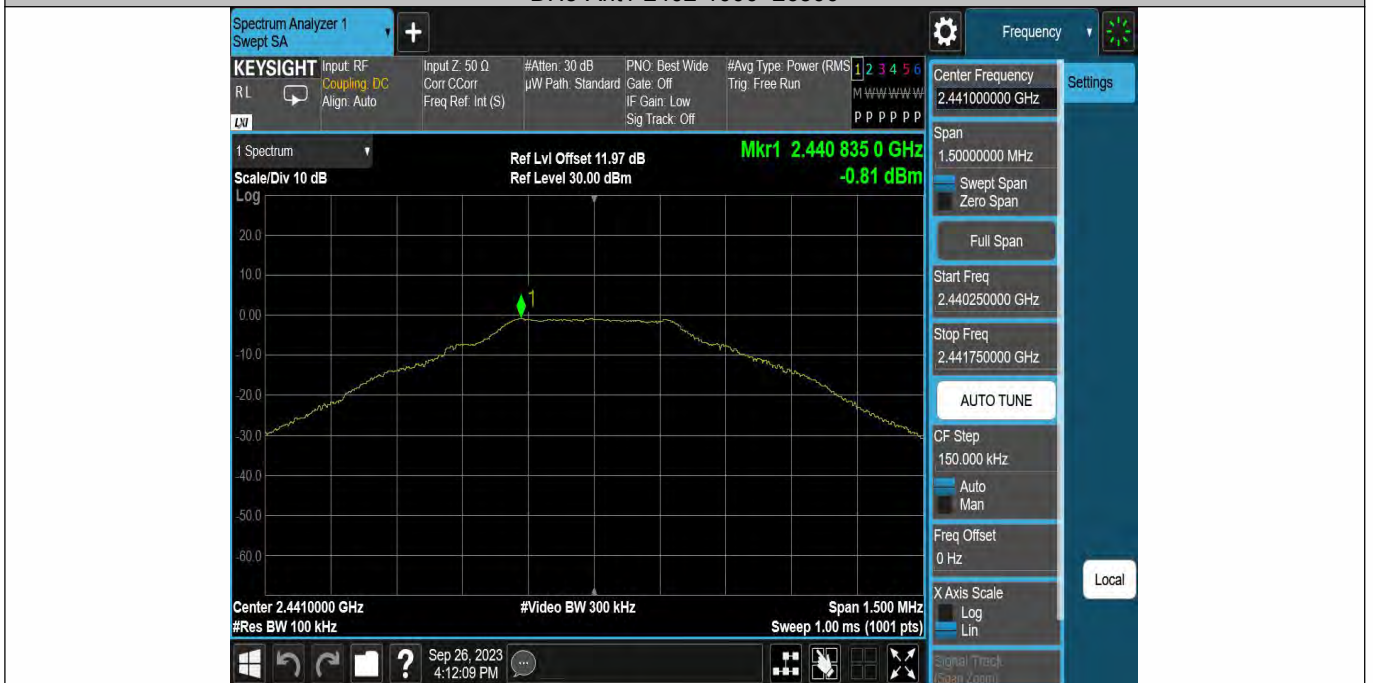 Spectrum Analyzer 1
Swept SA
+
Frequency
KEYSIGHT
RL
LXI
Input: RF
Coupling: DC
Align: Auto
Input Z: 50 Ω
Corr CCorr
Freq Ref: Int (S)
#Atten: 30 dB
µW Path: Standard
PNO: Best Wide
Gate: Off
IF Gain: Low
Sig Track: Off
#Avg Type: Power (RMS
Trig: Free Run
1 2 3 4 5 6
M W W W W W
P P P P P P
Center Frequency
2.441000000 GHz
Settings
Span
1.50000000 MHz
Swept Span
Zero Span
Full Span
Start Freq
2.440250000 GHz
Stop Freq
2.441750000 GHz
AUTO TUNE
CF Step
150.000 kHz
Auto
Man
Freq Offset
0 Hz
X Axis Scale
Log
Lin
Signal Track
(Span Zoom)
Local
1 Spectrum
Scale/Div 10 dB
Log
Ref Lvl Offset 11.97 dB
Ref Level 30.00 dBm
Mkr1 2.440 835 0 GHz
-0.81 dBm
1
20.0
10.0
0.00
-10.0
-20.0
-30.0
-40.0
-50.0
-60.0
Center 2.4410000 GHz
#Res BW 100 kHz
#Video BW 300 kHz
Span 1.500 MHz
Sweep 1.00 ms (1001 pts)
?
Sep 26, 2023
4:12:09 PM